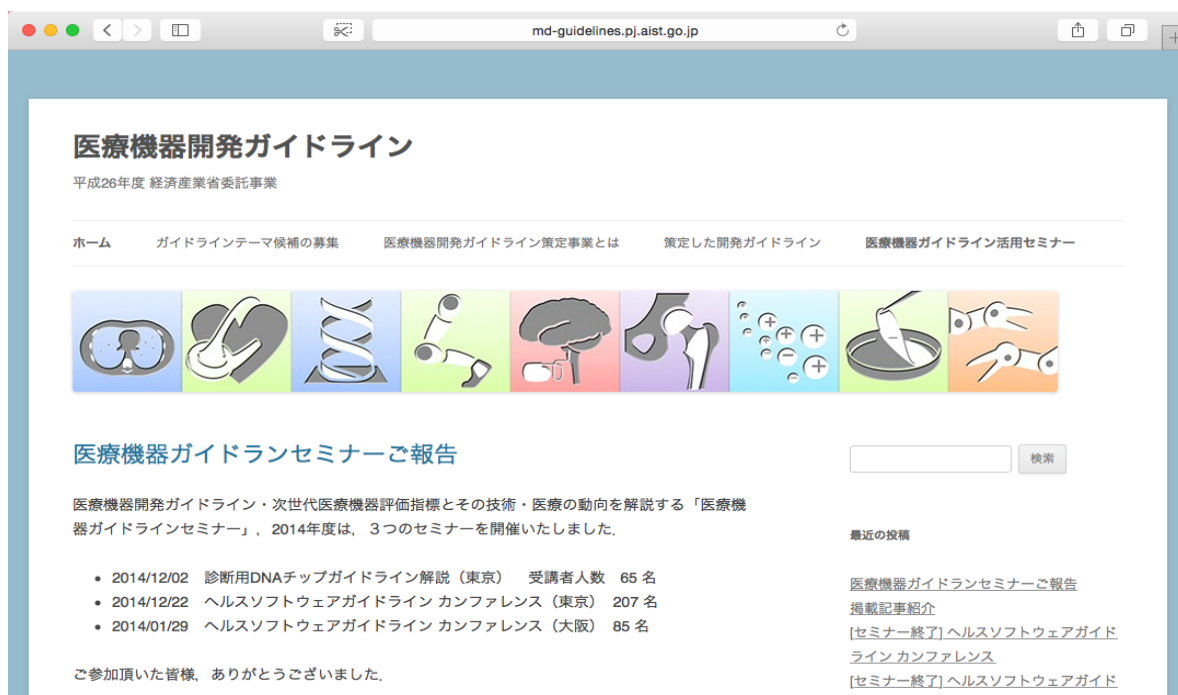 md-guidelines.pj.aist.go.jp
医療機器開発ガイドライン
平成26年度 経済産業省委託事業
ホーム ガイドラインテーマ候補の募集 医療機器開発ガイドライン策定事業とは 策定した開発ガイドライン 医療機器ガイドライン活用セミナー
医療機器ガイドランセミナーご報告
医療機器開発ガイドライン・次世代医療機器評価指標とその技術・医療の動向を解説する「医療機
器ガイドラインセミナー」，2014年度は，３つのセミナーを開催いたしました．
• 2014/12/02 診断用DNAチップガイドライン解説（東京） 受講者人数 65 名
• 2014/12/22 ヘルスソフトウェアガイドライン カンファレンス（東京） 207 名
• 2014/01/29 ヘルスソフトウェアガイドライン カンファレンス（大阪） 85 名
ご参加頂いた皆様，ありがとうございました．
検索
最近の投稿
医療機器ガイドランセミナーご報告
掲載記事紹介
[セミナー終了] ヘルスソフトウェアガイド
ライン カンファレンス
[セミナー終了] ヘルスソフトウェアガイド